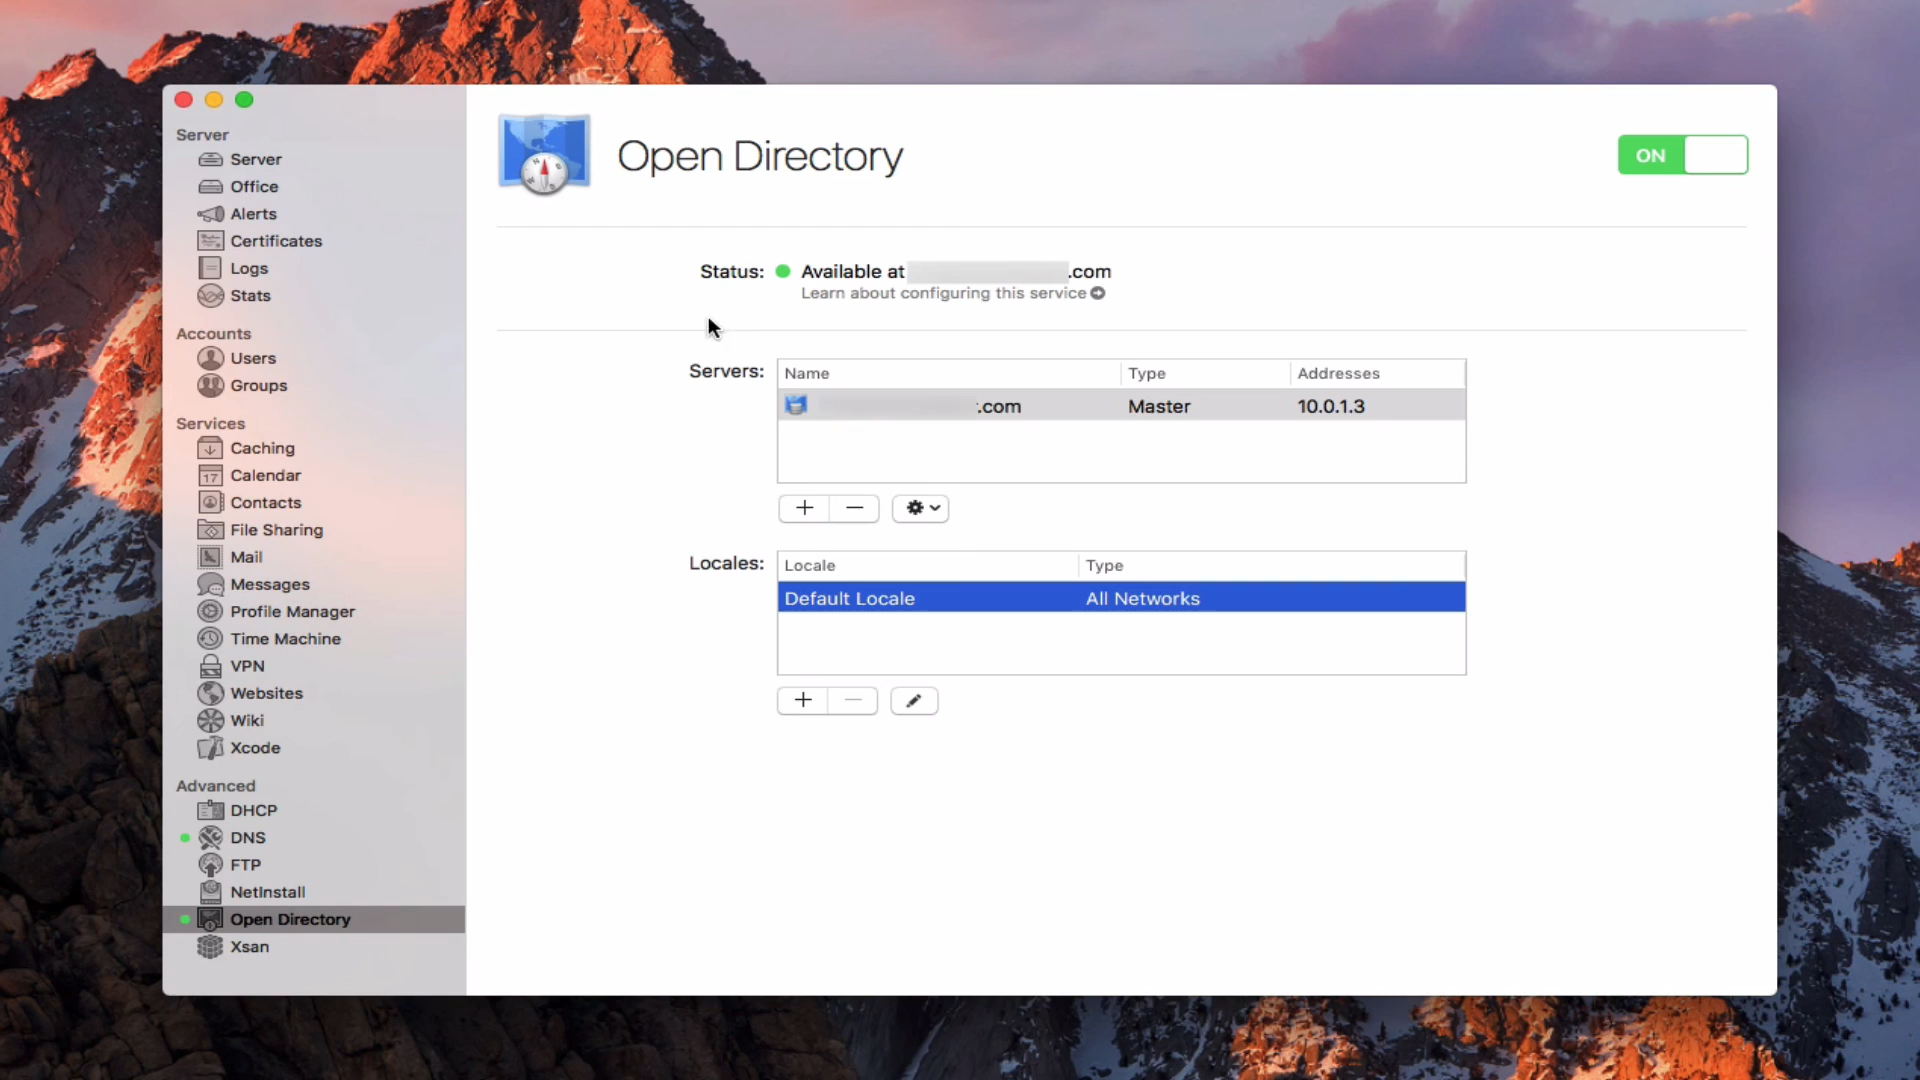 Server
Server
Office
Alerts
Certificates
Logs
Stats
Accounts
Users
Groups
Services
Caching
17 Calendar
Contacts
File Sharing
Mail
Messages
Profile Manager
Time Machine
VPN
Websites
Wiki
Xcode
Advanced
DHCP
DNS
FTP
NetInstall
Open Directory
Xsan
Open Directory
ON
Status: Available at .com
Learn about configuring this service
Servers: Name Type Addresses
.com Master 10.0.1.3
Locales: Locale Type
Default Locale All Networks